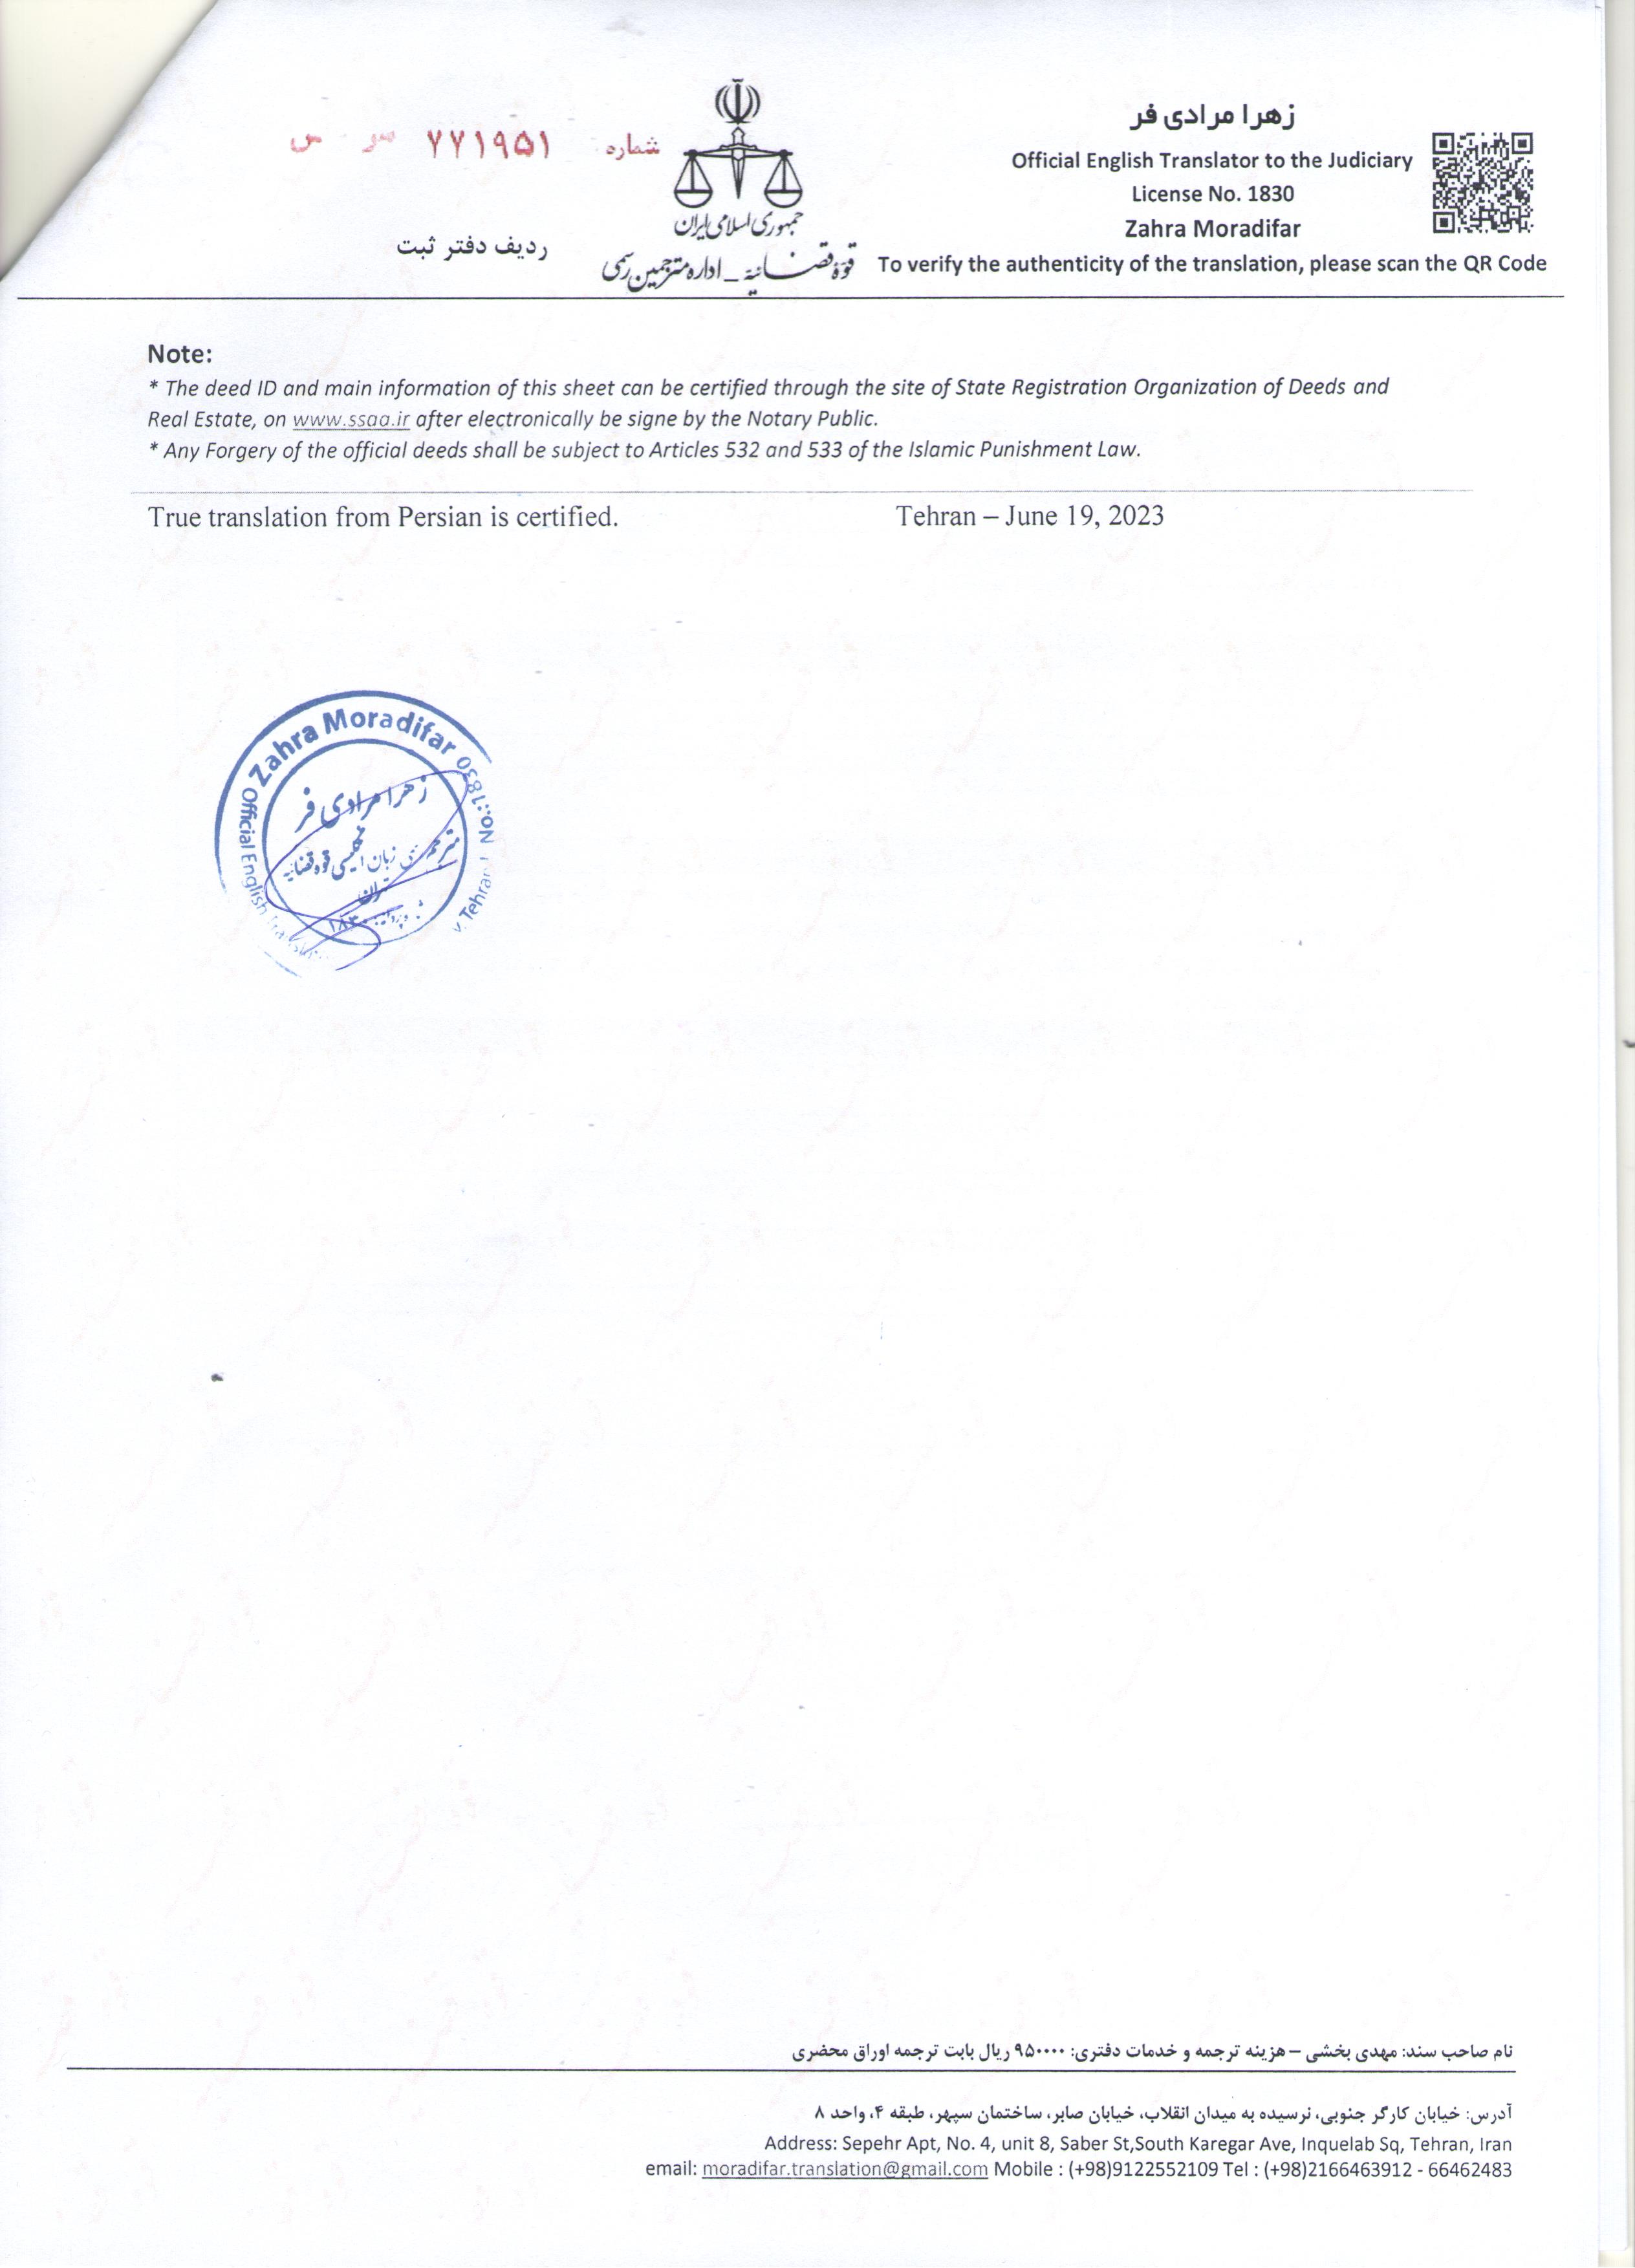 شماره ۷۷۱۹۵۱
ردیف دفتر ثبت
جمهوری اسلامی ایران
قوه قضائیه _ اداره مترجمین رسمی
زهرا مرادی فر
Official English Translator to the Judiciary
License No. 1830
Zahra Moradifar
To verify the authenticity of the translation, please scan the QR Code
Note:
* The deed ID and main information of this sheet can be certified through the site of State Registration Organization of Deeds and
Real Estate, on www.ssaa.ir after electronically be signe by the Notary Public.
* Any Forgery of the official deeds shall be subject to Articles 532 and 533 of the Islamic Punishment Law.
True translation from Persian is certified. Tehran – June 19, 2023
Zahra Moradifar
Official English
Tehran
No.:1830
زهرا مرادی فر
زبان انگلیسی قوه قضائیه
نام صاحب سند: مهدی بخشی – هزینه ترجمه و خدمات دفتری: ۹۵۰۰۰۰ ریال بابت ترجمه اوراق محضری
آدرس: خیابان کارگر جنوبی، نرسیده به میدان انقلاب، خیابان صابر، ساختمان سپهر، طبقه ۴، واحد ۸
Address: Sepehr Apt, No. 4, unit 8, Saber St,South Karegar Ave, Inquelab Sq, Tehran, Iran
email: moradifar.translation@gmail.com Mobile : (+98)9122552109 Tel : (+98)2166463912 - 66462483